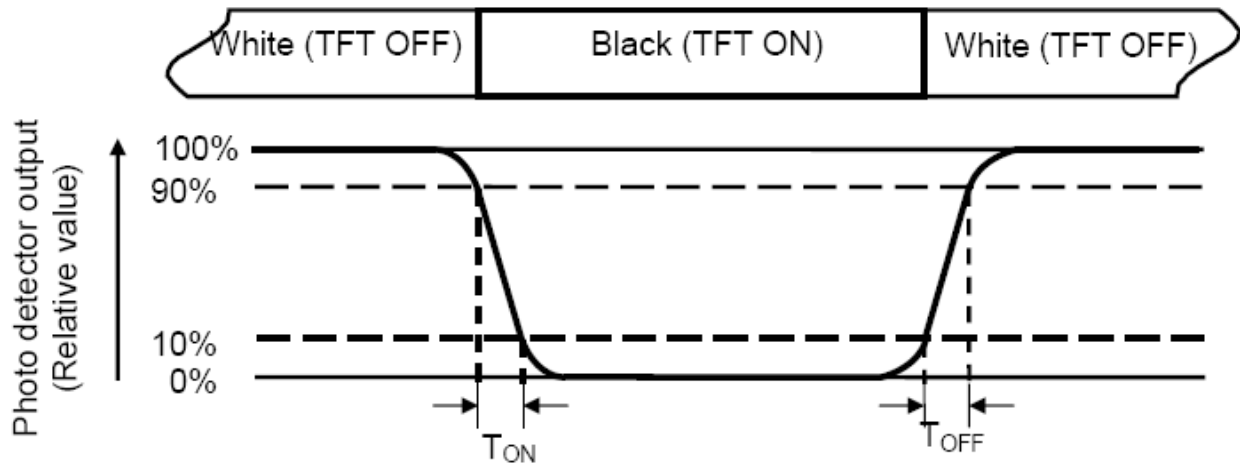 White (TFT OFF)
Black (TFT ON)
White (TFT OFF)
Photo detector output
(Relative value)
100%
90%
10%
0%
TON
TOFF